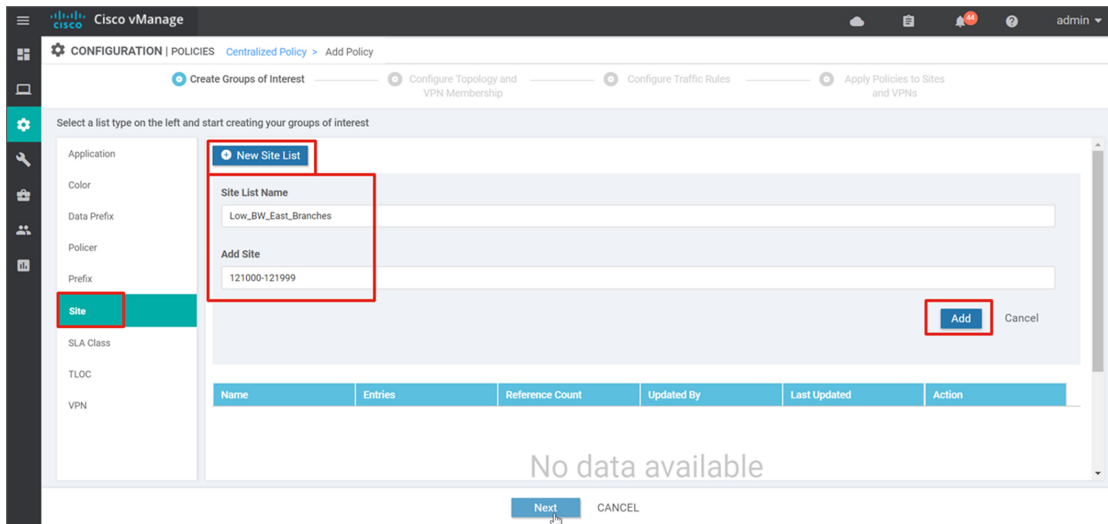 Cisco vManage
44
admin
CONFIGURATION | POLICIES Centralized Policy > Add Policy
Create Groups of Interest
Configure Topology and
VPN Membership
Configure Traffic Rules
Apply Policies to Sites
and VPNs
Select a list type on the left and start creating your groups of interest
Application
Color
Data Prefix
Policer
Prefix
Site
SLA Class
TLOC
VPN
New Site List
Site List Name
Low_BW_East_Branches
Add Site
121000-121999
Add
Cancel
Name Entries Reference Count Updated By Last Updated Action
No data available
Next
CANCEL